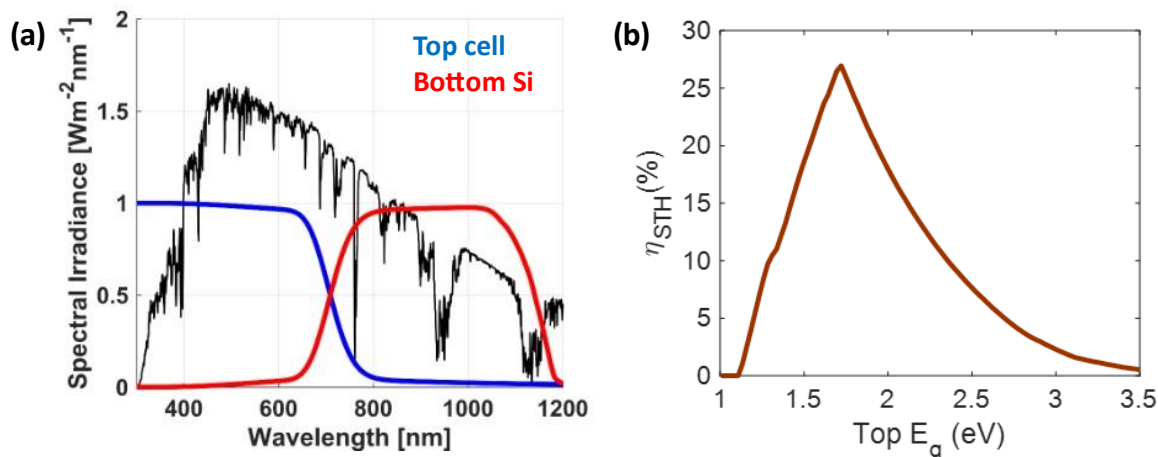 (a)
Spectral Irradiance [Wm⁻²nm⁻¹]
2
1.5
1
0.5
0
Top cell
Bottom Si
400 600 800 1000 1200
Wavelength [nm]
(b)
η_STH (%)
30
25
20
15
10
5
0
1 1.5 2 2.5 3 3.5
Top E_g (eV)